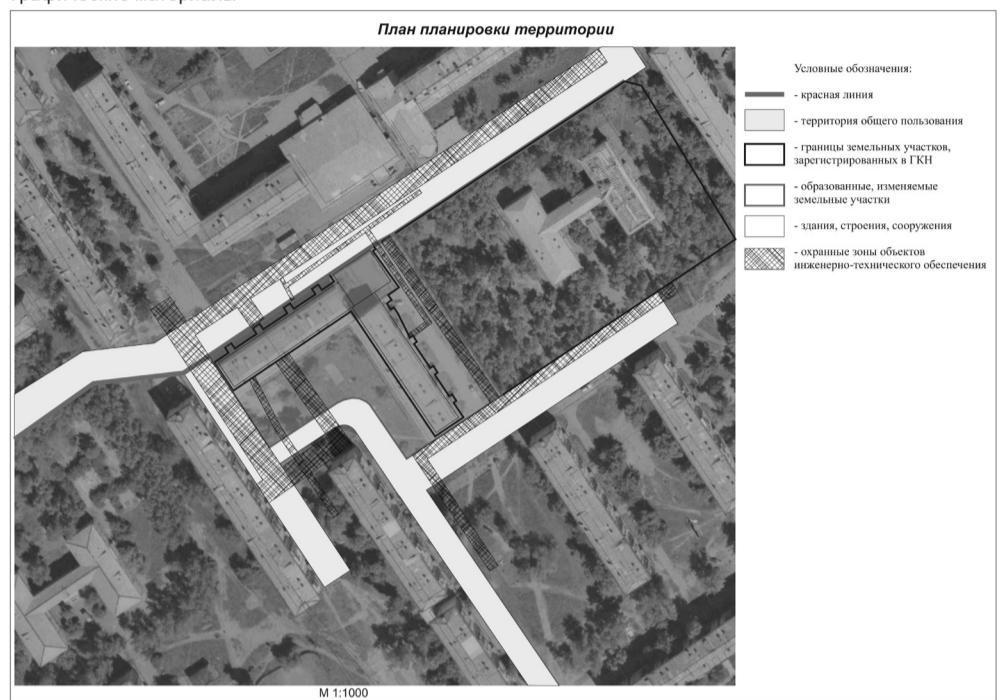 План планировки территории
Условные обозначения:
- красная линия
- территория общего пользования
- границы земельных участков,
зарегистрированных в ГКН
- образованные, изменяемые
земельные участки
- здания, строения, сооружения
- охранные зоны объектов
инженерно-технического обеспечения
М 1:1000